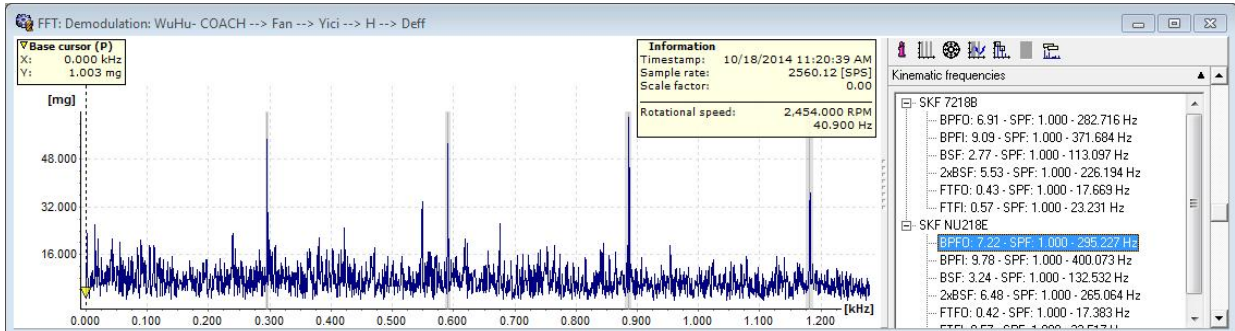 FFT: Demodulation: WuHu- COACH --> Fan --> Yici --> H --> Deff
Base cursor (P)
X: 0.000 kHz
Y: 1.003 mg
Information
Timestamp: 10/18/2014 11:20:39 AM
Sample rate: 2560.12 [SPS]
Scale factor: 0.00
Rotational speed: 2,454.000 RPM
40.900 Hz
[mg]
48.000
32.000
16.000
0.000 0.100 0.200 0.300 0.400 0.500 0.600 0.700 0.800 0.900 1.000 1.100 1.200 [kHz]
Kinematic frequencies
SKF 7218B
BPFO: 6.91 - SPF: 1.000 - 282.716 Hz
BPFI: 9.09 - SPF: 1.000 - 371.684 Hz
BSF: 2.77 - SPF: 1.000 - 113.097 Hz
2xBSF: 5.53 - SPF: 1.000 - 226.194 Hz
FTFO: 0.43 - SPF: 1.000 - 17.669 Hz
FTFI: 0.57 - SPF: 1.000 - 23.231 Hz
SKF NU218E
BPFO: 7.22 - SPF: 1.000 - 295.227 Hz
BPFI: 9.78 - SPF: 1.000 - 400.073 Hz
BSF: 3.24 - SPF: 1.000 - 132.532 Hz
2xBSF: 6.48 - SPF: 1.000 - 265.064 Hz
FTFO: 0.42 - SPF: 1.000 - 17.383 Hz